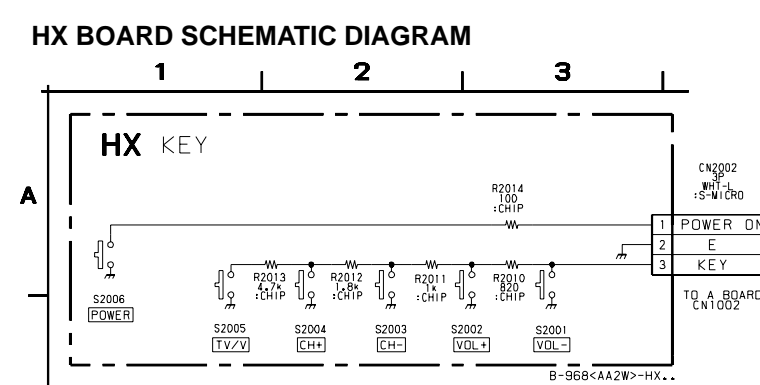 HX BOARD SCHEMATIC DIAGRAM
1 2 3
A
HX KEY
R2014
100
:CHIP
CN2002
3P
WHT-L
:S-MICRO
1 POWER ON
2 E
3 KEY
TO A BOARD
CN1002
R2013
4.7k
:CHIP
R2012
1.8k
:CHIP
R2011
1k
:CHIP
R2010
820
:CHIP
S2006
POWER
S2005
TV/V
S2004
CH+
S2003
CH-
S2002
VOL+
S2001
VOL-
B-968<AA2W>-HX..